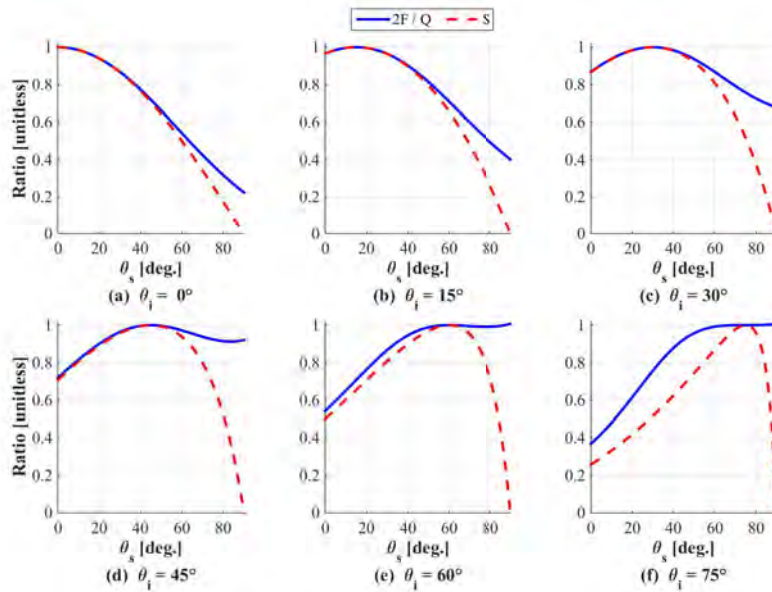 2F / Q S
Ratio [unitless]
1
0.8
0.6
0.4
0.2
0
0 20 40 60 80
θs [deg.]
(a) θi = 0°
1
0.8
0.6
0.4
0.2
0
0 20 40 60 80
θs [deg.]
(b) θi = 15°
1
0.8
0.6
0.4
0.2
0
0 20 40 60 80
θs [deg.]
(c) θi = 30°
Ratio [unitless]
1
0.8
0.6
0.4
0.2
0
0 20 40 60 80
θs [deg.]
(d) θi = 45°
1
0.8
0.6
0.4
0.2
0
0 20 40 60 80
θs [deg.]
(e) θi = 60°
1
0.8
0.6
0.4
0.2
0
0 20 40 60 80
θs [deg.]
(f) θi = 75°